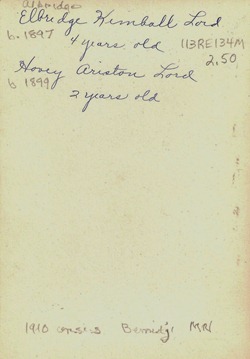 Eldridge
Elbridge Kimball Lord
b. 1897
4 years old
113RE134M
2.50
Hovey Ariston Lord
b 1899
2 years old
1910 census Bemidji MN